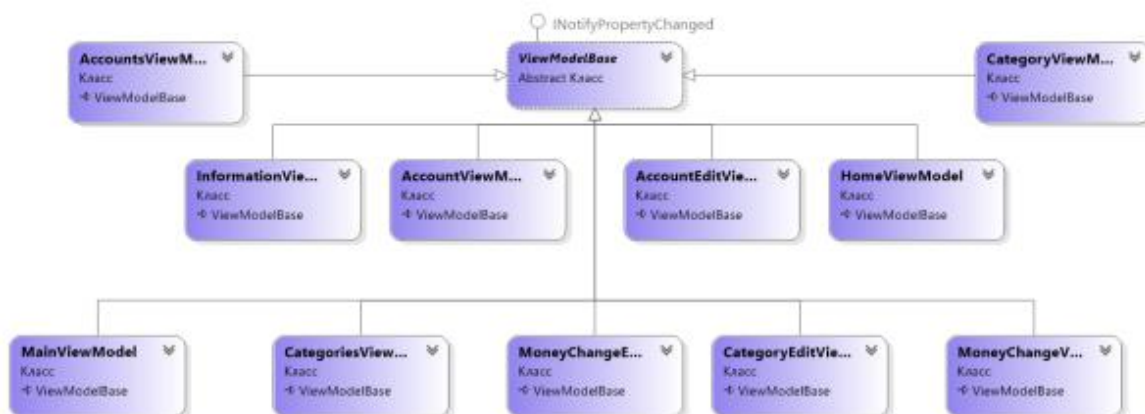 INotifyPropertyChanged
AccountsViewM...
Класс
ViewModelBase
ViewModelBase
Abstract Класс
CategoryViewM...
Класс
ViewModelBase
InformationVie...
Класс
ViewModelBase
AccountViewM...
Класс
ViewModelBase
AccountEditVie...
Класс
ViewModelBase
HomeViewModel
Класс
ViewModelBase
MainViewModel
Класс
ViewModelBase
CategoriesView...
Класс
ViewModelBase
MoneyChangeE...
Класс
ViewModelBase
CategoryEditVie...
Класс
ViewModelBase
MoneyChangeV...
Класс
ViewModelBase